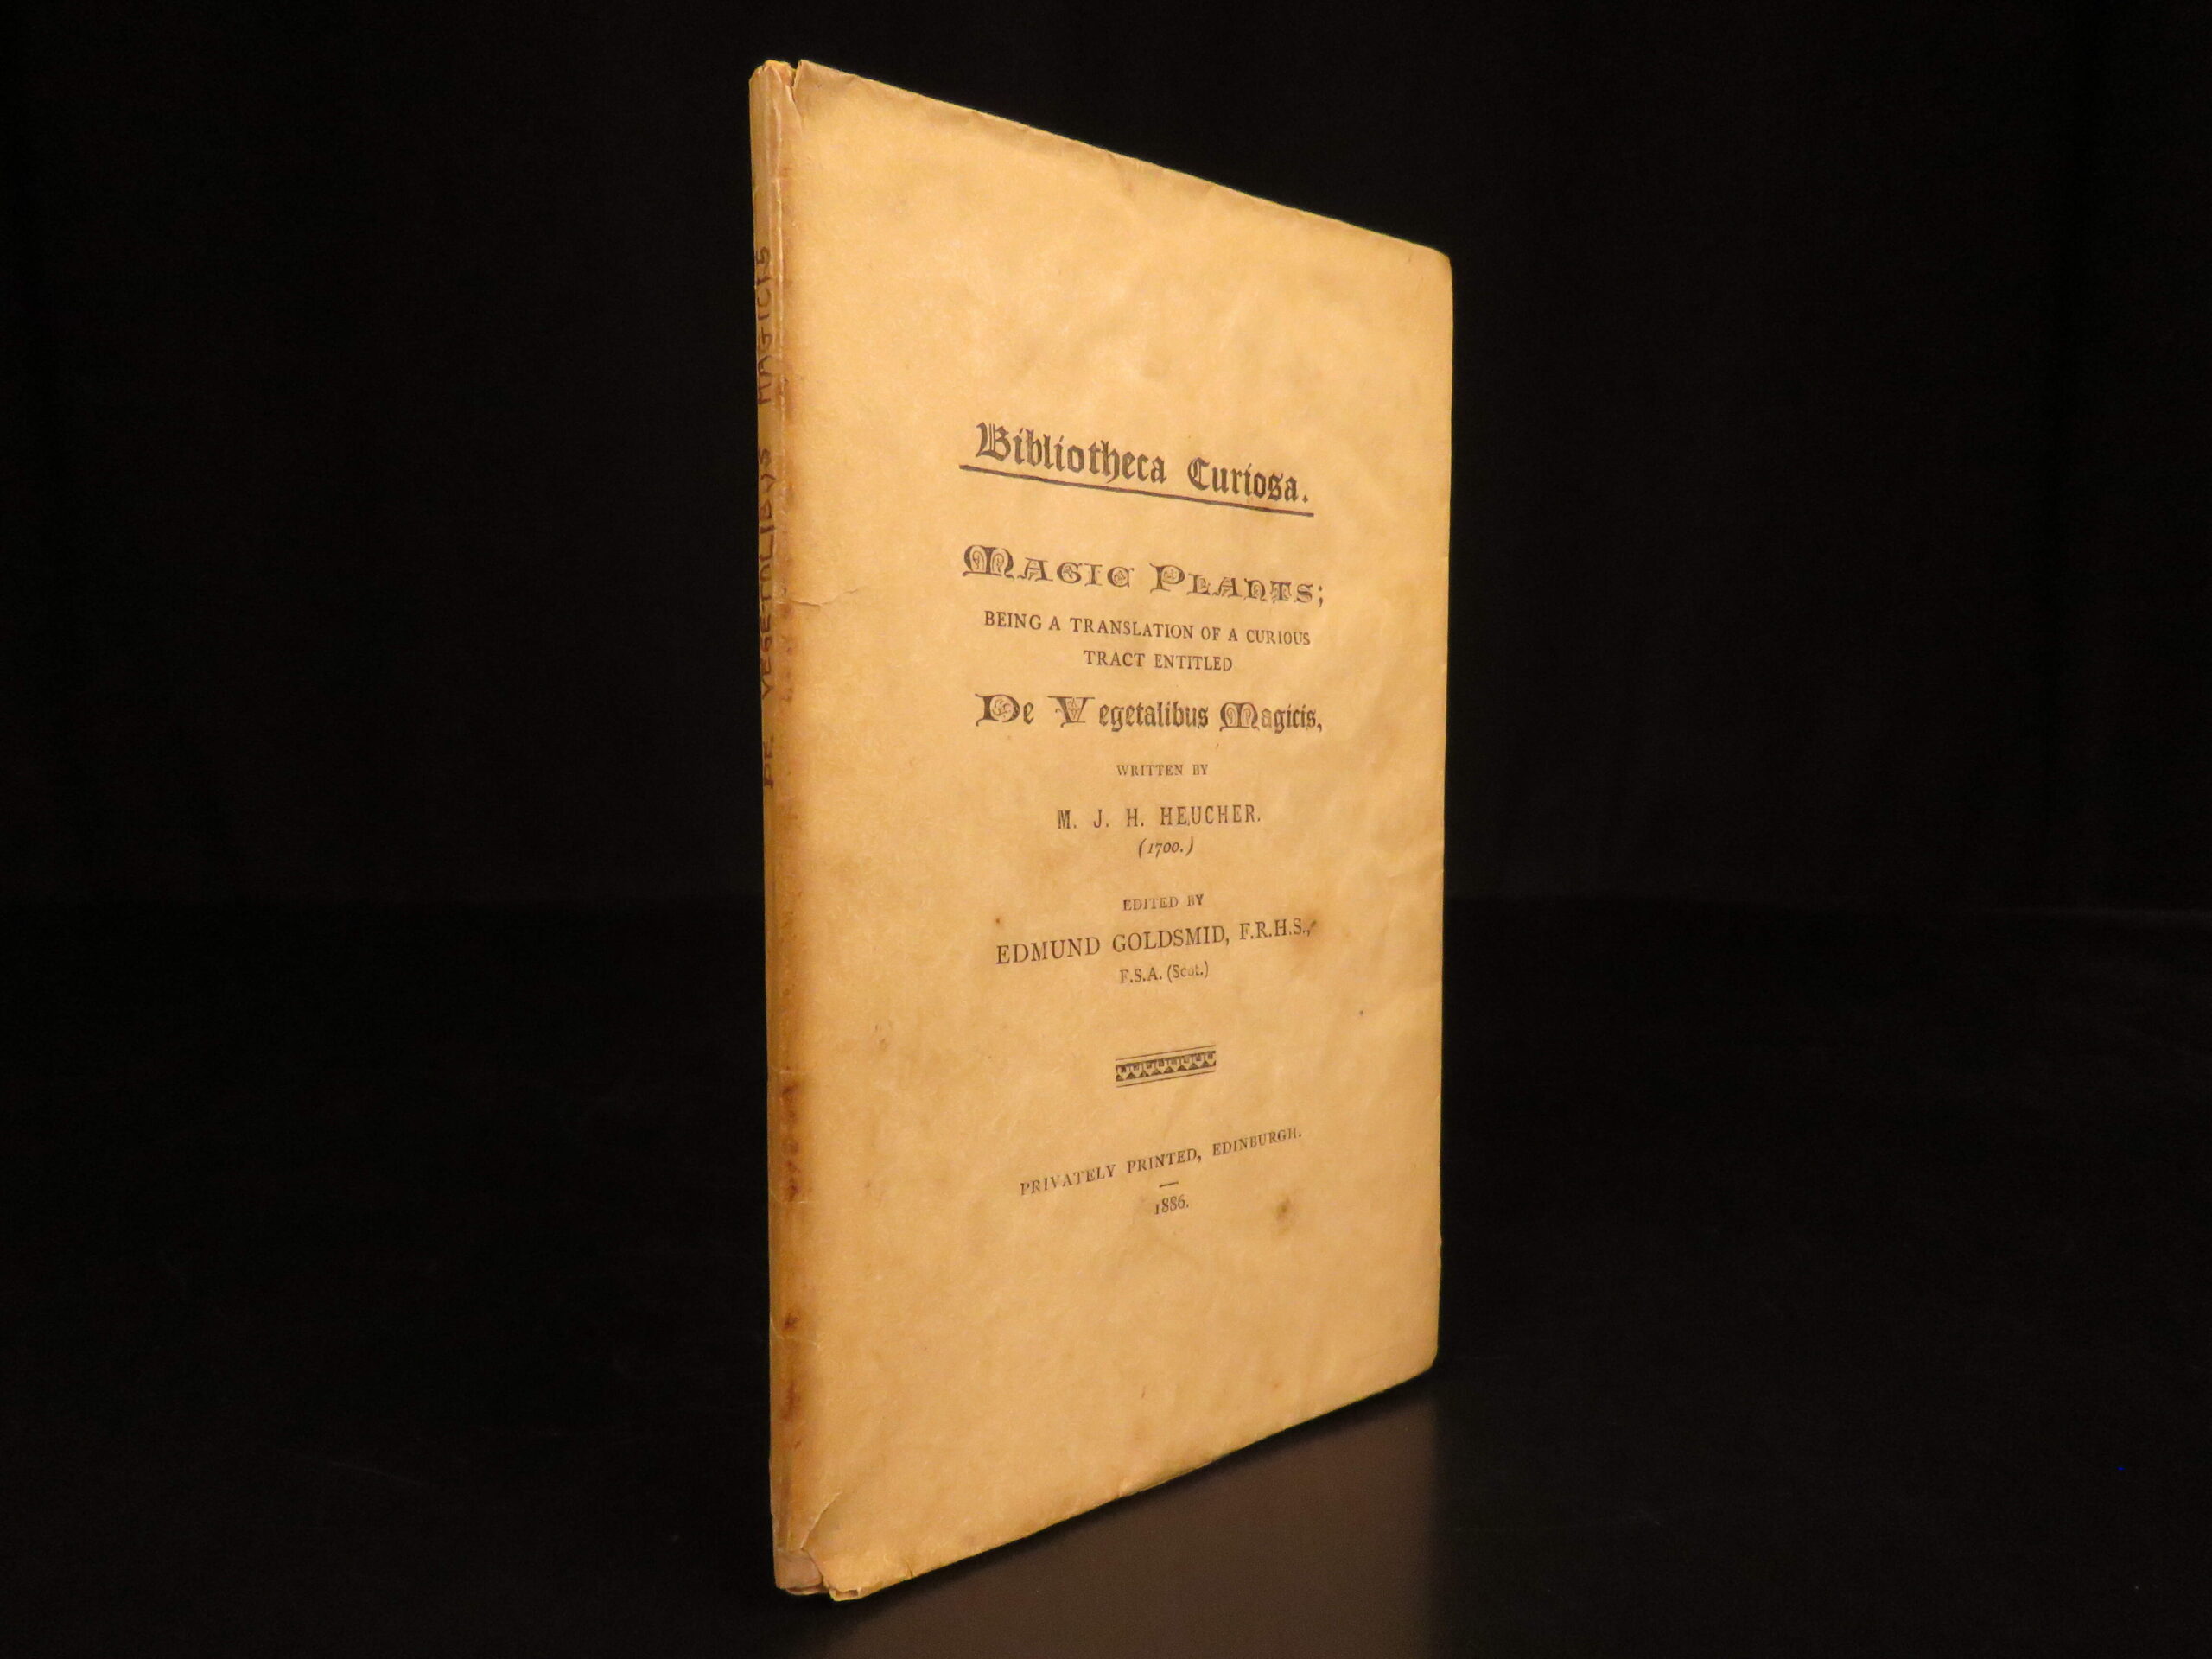 DE VEGETALIBUS MAGICIS
Bibliotheca Curiosa.
MAGIC PLANTS;
BEING A TRANSLATION OF A CURIOUS
TRACT ENTITLED
De Vegetalibus Magicis,
WRITTEN BY
M. J. H. HEUCHER.
(1700.)
EDITED BY
EDMUND GOLDSMID, F.R.H.S.,
F.S.A. (Scot.)
PRIVATELY PRINTED, EDINBURGH.
1886.